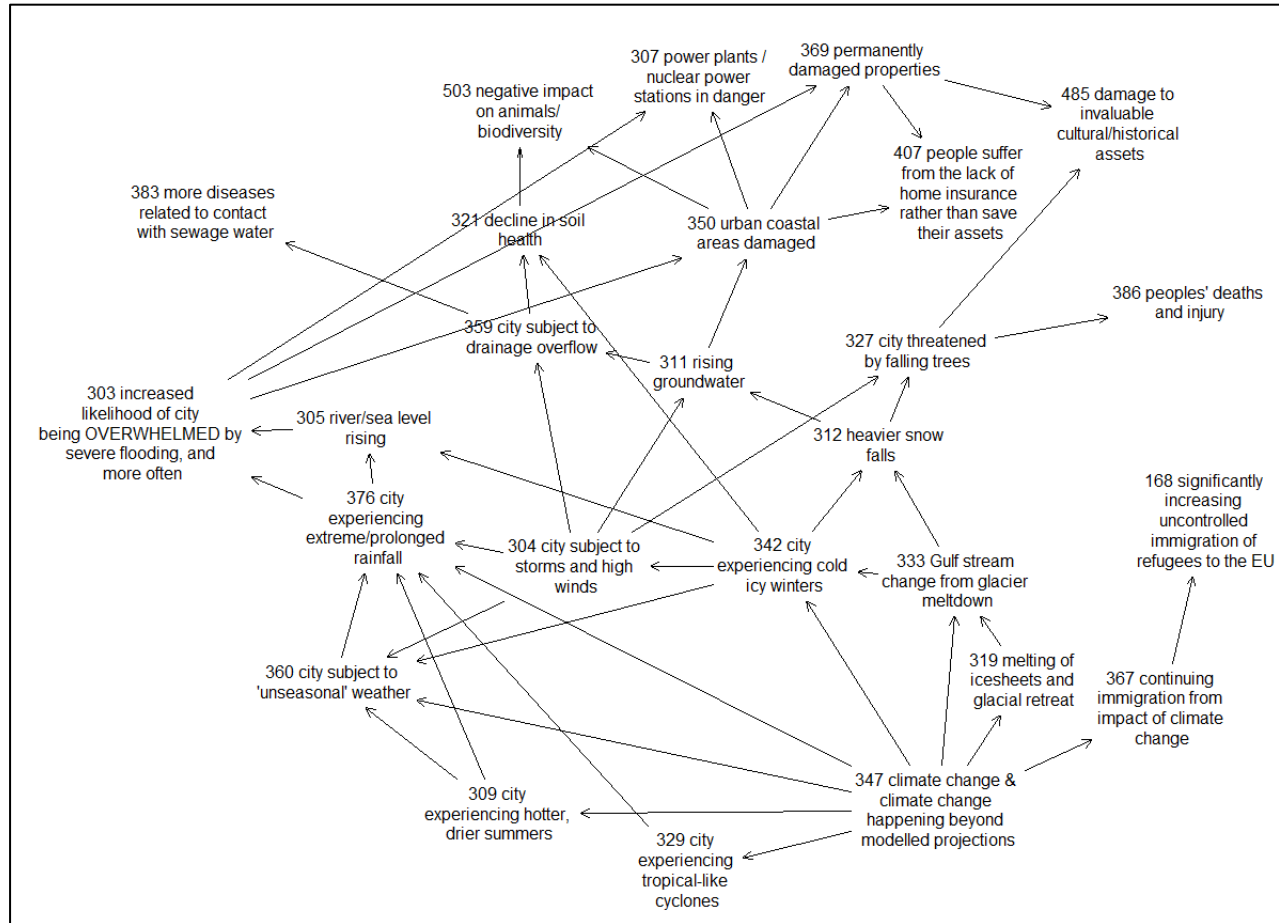 307 power plants /
nuclear power
stations in danger
369 permanently
damaged properties
503 negative impact
on animals/
biodiversity
485 damage to
invaluable
cultural/historical
assets
407 people suffer
from the lack of
home insurance
rather than save
their assets
383 more diseases
related to contact
with sewage water
321 decline in soil
health
350 urban coastal
areas damaged
386 peoples' deaths
and injury
359 city subject to
drainage overflow
327 city threatened
by falling trees
311 rising
groundwater
303 increased
likelihood of city
being OVERWHELMED by
severe flooding, and
more often
305 river/sea level
rising
312 heavier snow
falls
168 significantly
increasing
uncontrolled
immigration of
refugees to the EU
376 city
experiencing
extreme/prolonged
rainfall
304 city subject to
storms and high
winds
342 city
experiencing cold
icy winters
333 Gulf stream
change from glacier
meltdown
360 city subject to
'unseasonal' weather
319 melting of
icesheets and
glacial retreat
367 continuing
immigration from
impact of climate
change
309 city
experiencing hotter,
drier summers
329 city
experiencing
tropical-like
cyclones
347 climate change &
climate change
happening beyond
modelled projections